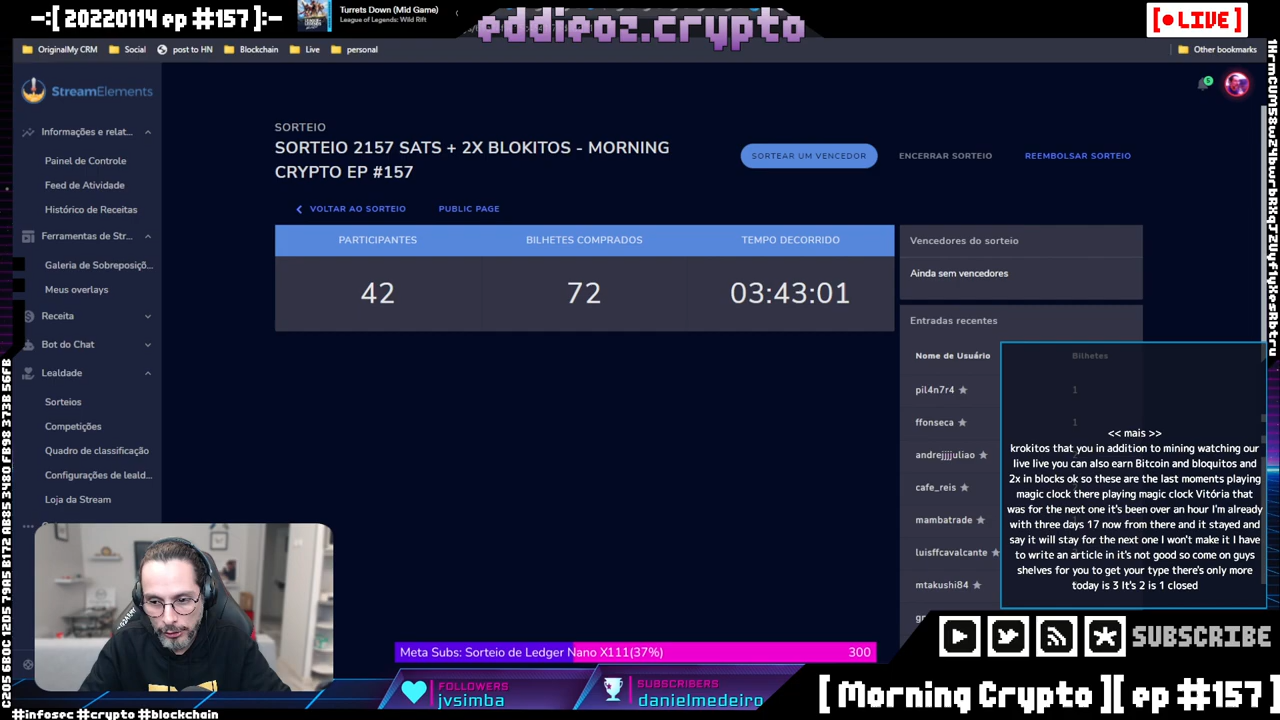 -:[ 20220114 ep #157 ]:-
Turrets Down (Mid Game)
League of Legends: Wild Rift
eddieoz.crypto
[●LIVE]
OriginalMy CRM
Social
post to HN
Blockchain
Live
personal
Other bookmarks
StreamElements
6
Informações e relat...
Painel de Controle
Feed de Atividade
Histórico de Receitas
Ferramentas de Str...
Galeria de Sobreposiçõ...
Meus overlays
Receita
Bot do Chat
Lealdade
Sorteios
Competições
Quadro de classificação
Configurações de leald...
Loja da Stream
SORTEIO
SORTEIO 2157 SATS + 2X BLOKITOS - MORNING
CRYPTO EP #157
SORTEAR UM VENCEDOR
ENCERRAR SORTEIO
REEMBOLSAR SORTEIO
VOLTAR AO SORTEIO
PUBLIC PAGE
PARTICIPANTES
BILHETES COMPRADOS
TEMPO DECORRIDO
42
72
03:43:01
Vencedores do sorteio
Ainda sem vencedores
Entradas recentes
Nome de Usuário
Bilhetes
pil4n7r4
1
ffonseca
1
andrejjjjuliao
cafe_reis
mambatrade
luisffcavalcante
mtakushi84
<< mais >>
krokitos that you in addition to mining watching our
live live you can also earn Bitcoin and bloquitos and
2x in blocks ok so these are the last moments playing
magic clock there playing magic clock Vitória that
was for the next one it's been over an hour I'm already
with three days 17 now from there and it stayed and
say it will stay for the next one I won't make it I have
to write an article in it's not good so come on guys
shelves for you to get your type there's only more
today is 3 It's 2 is 1 closed
Meta Subs: Sorteio de Ledger Nano X111(37%)
300
FOLLOWERS
jvsimba
SUBSCRIBERS
danielmedeiro
SUBSCRIBE
[ Morning Crypto ][ ep #157 ]
#infosec #crypto #blockchain